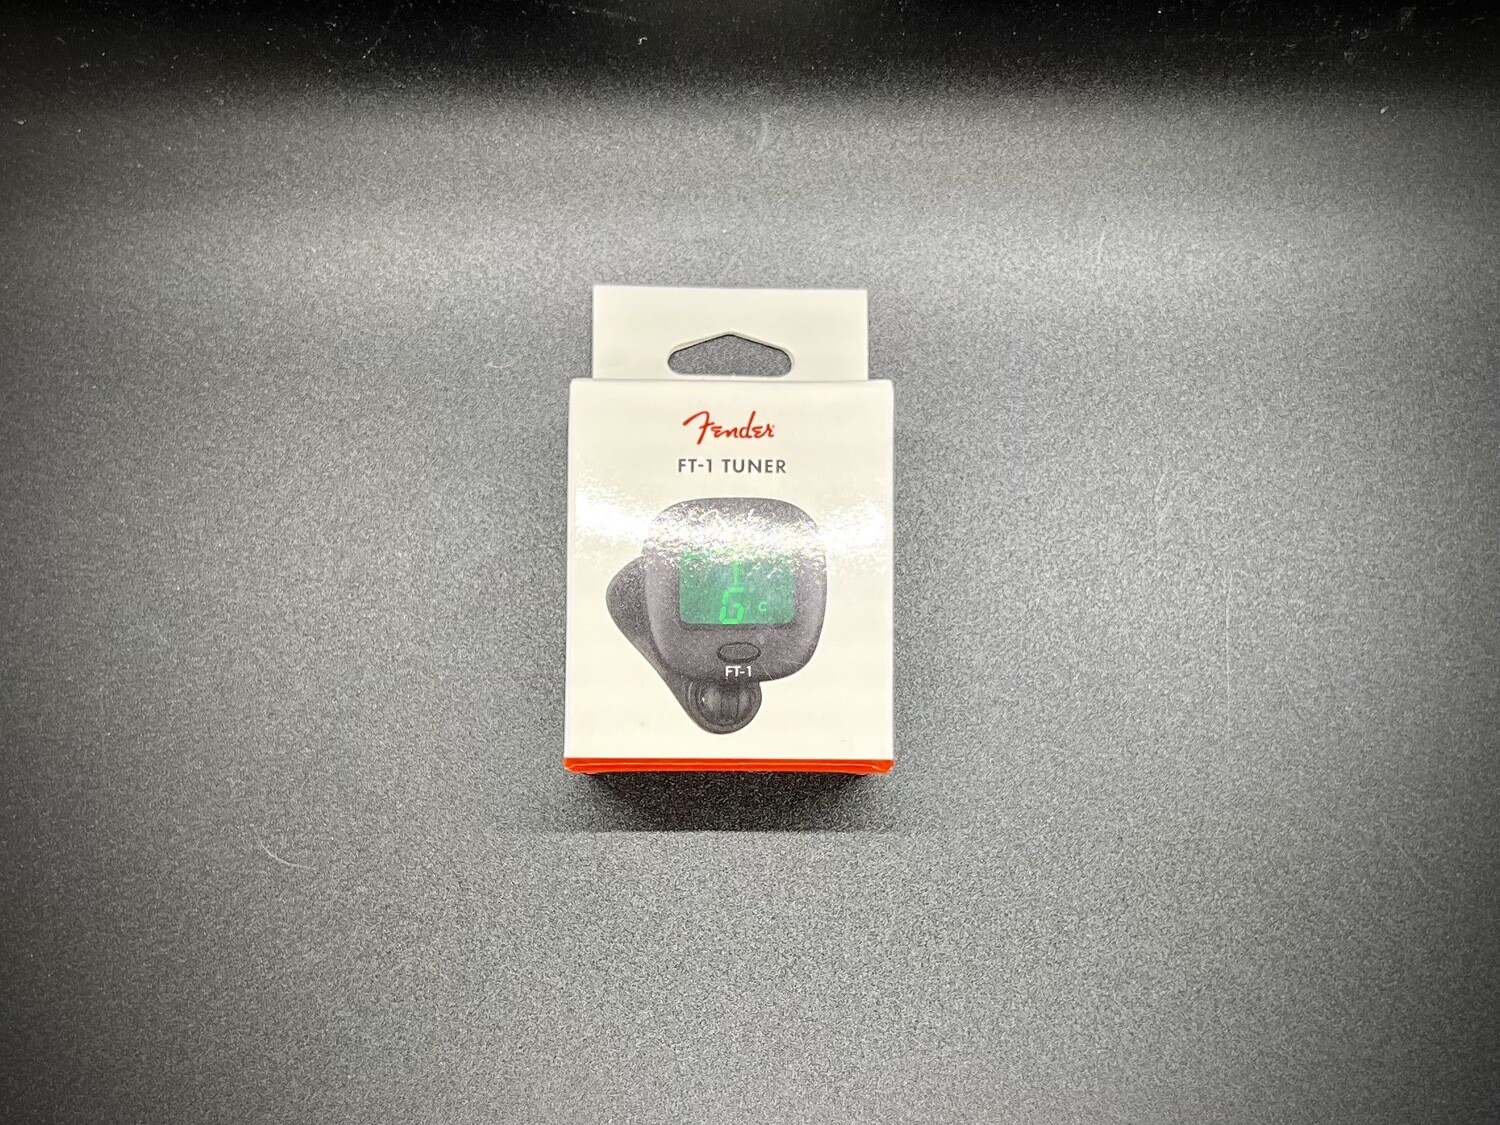 Fender
FT-1 TUNER
G C
FT-1